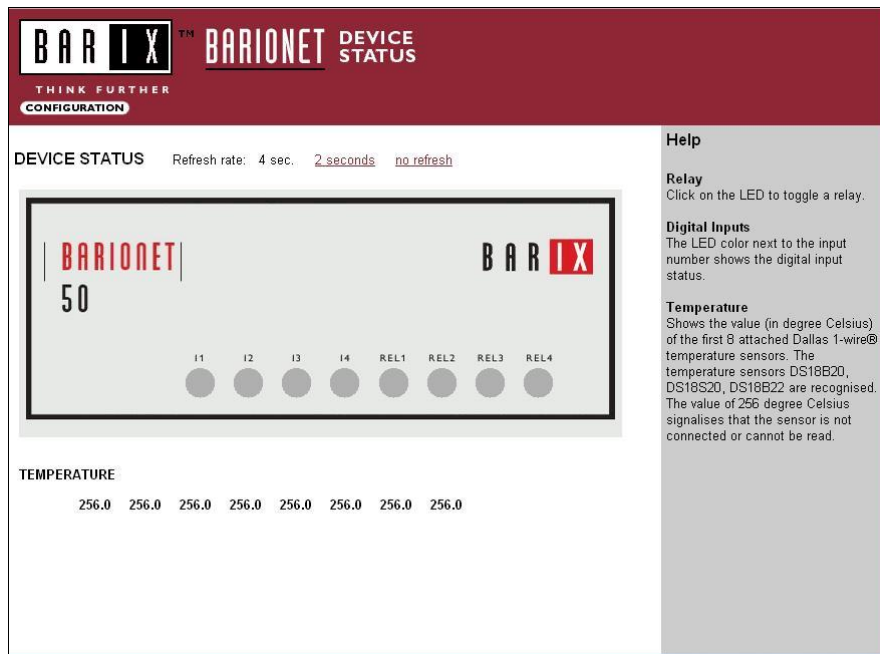 BARIX™ BARIONET DEVICE STATUS
THINK FURTHER
CONFIGURATION
DEVICE STATUS Refresh rate: 4 sec. 2 seconds no refresh
BARIONET
50
BARIX
I1 I2 I3 I4 REL1 REL2 REL3 REL4
TEMPERATURE
256.0 256.0 256.0 256.0 256.0 256.0 256.0 256.0
Help
Relay
Click on the LED to toggle a relay.
Digital Inputs
The LED color next to the input
number shows the digital input
status.
Temperature
Shows the value (in degree Celsius)
of the first 8 attached Dallas 1-wire®
temperature sensors. The
temperature sensors DS18B20,
DS18S20, DS18B22 are recognised.
The value of 256 degree Celsius
signalises that the sensor is not
connected or cannot be read.